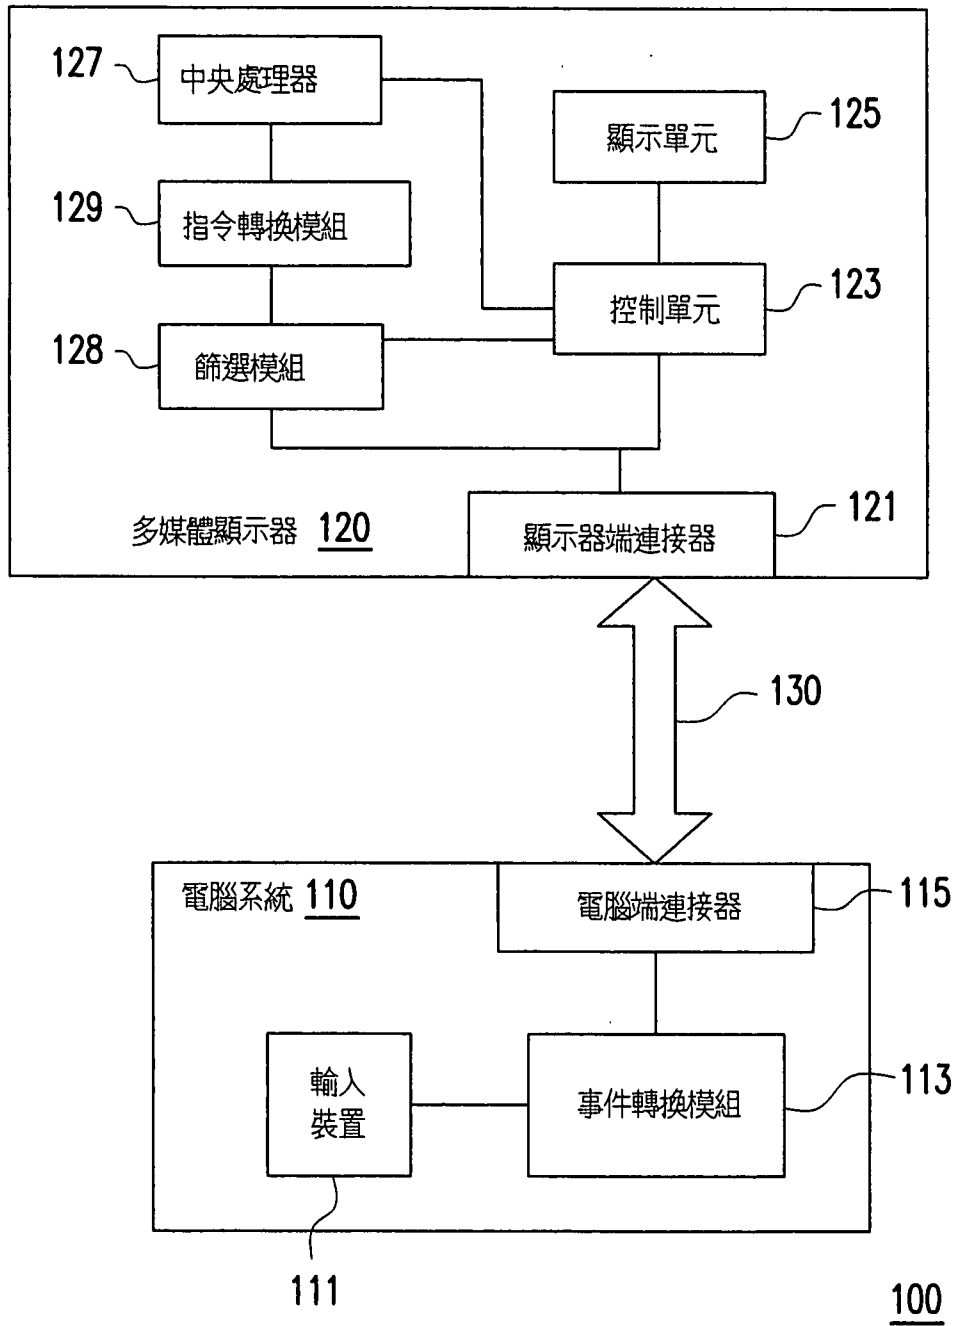 127
中央處理器
顯示單元
125
129
指令轉換模組
控制單元
123
128
篩選模組
多媒體顯示器 120
顯示器端連接器
121
130
電腦系統 110
電腦端連接器
115
輸入
裝置
事件轉換模組
113
111
100